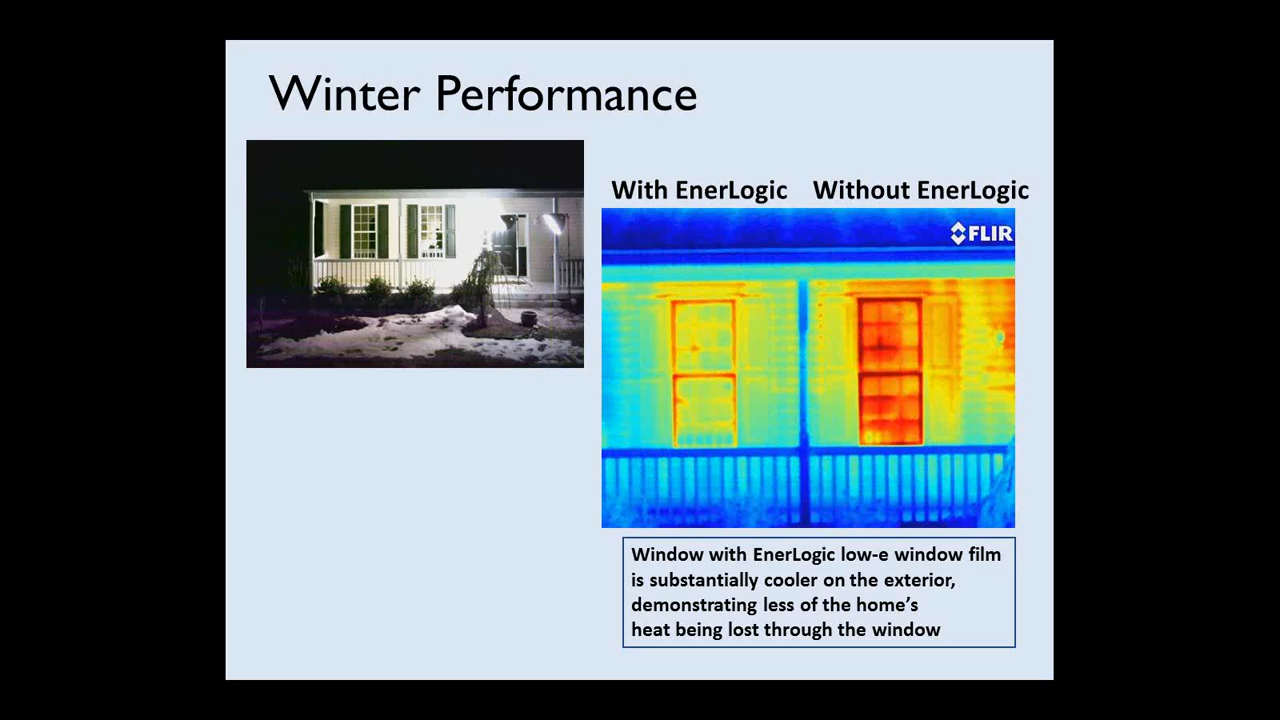 Winter Performance
With EnerLogic Without EnerLogic
FLIR
Window with EnerLogic low-e window film
is substantially cooler on the exterior,
demonstrating less of the home's
heat being lost through the window